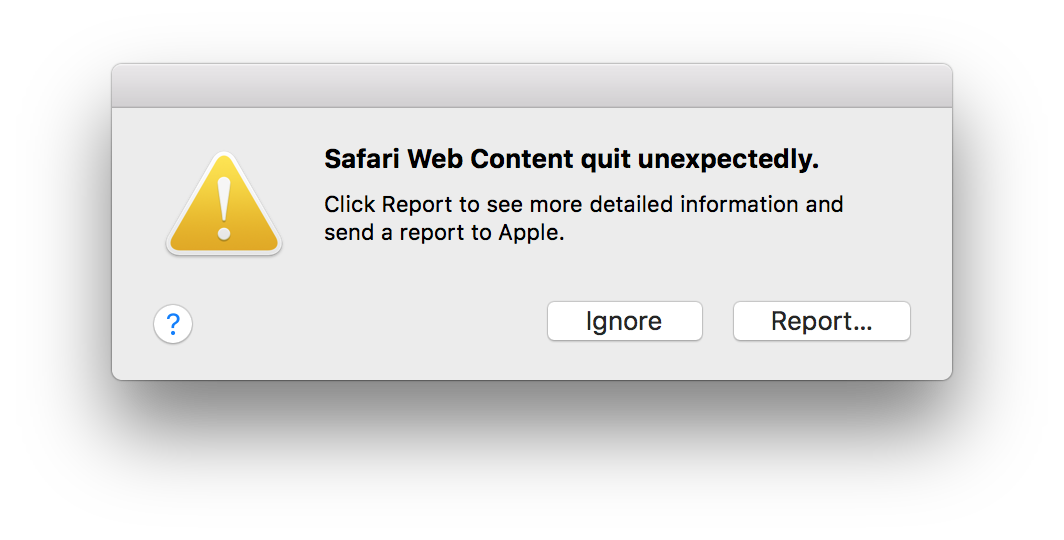 Safari Web Content quit unexpectedly.
Click Report to see more detailed information and
send a report to Apple.
?
Ignore
Report...